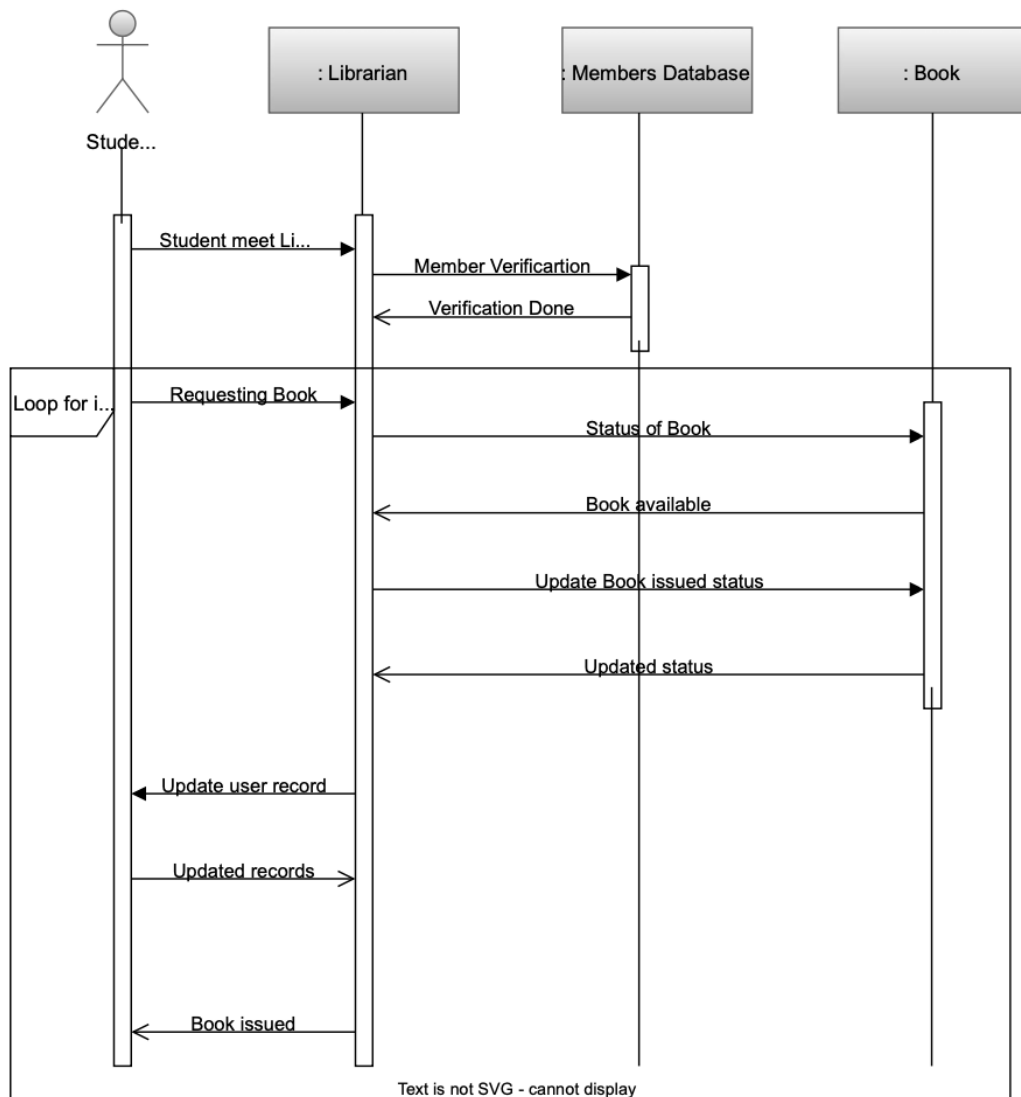 : Librarian
: Members Database
: Book
Stude...
Student meet Li...
Member Verificartion
Verification Done
Loop for i...
Requesting Book
Status of Book
Book available
Update Book issued status
Updated status
Update user record
Updated records
Book issued
Text is not SVG - cannot display